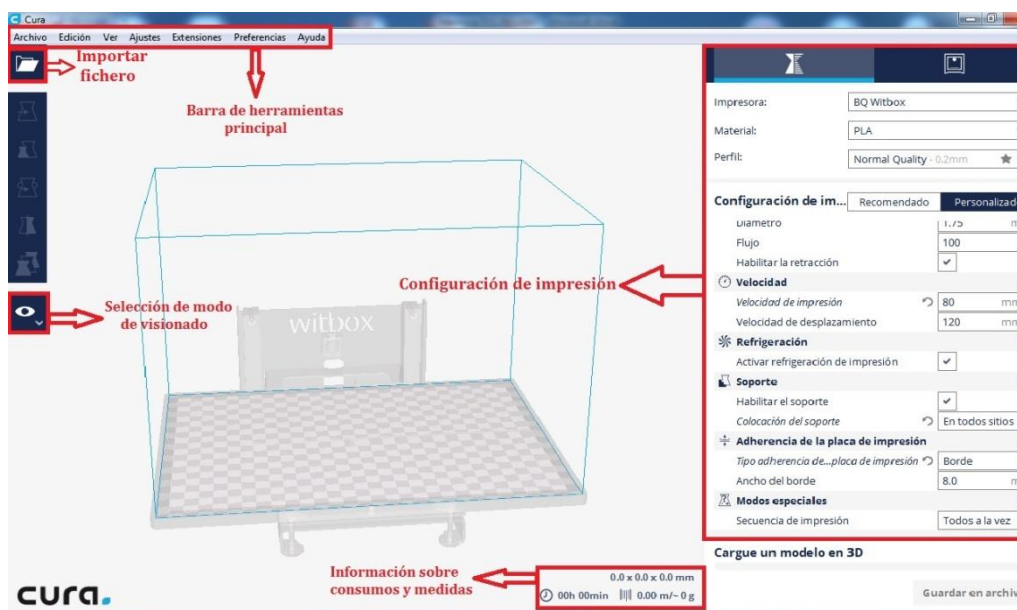 Cura
Archivo Edición Ver Ajustes Extensiones Preferencias Ayuda
Importar
fichero
Barra de herramientas
principal
Impresora: BQ Witbox
Material: PLA
Perfil: Normal Quality - 0.2mm
Configuración de im... Recomendado Personalizado
Diámetro 1.75 m
Flujo 100
Habilitar la retracción
Configuración de impresión
Velocidad
Velocidad de impresión 80 mm
Velocidad de desplazamiento 120 mm
Selección de modo
de visionado
witbox
Refrigeración
Activar refrigeración de impresión
Soporte
Habilitar el soporte
Colocación del soporte En todos sitios
Adherencia de la placa de impresión
Tipo adherencia de...placa de impresión Borde
Ancho del borde 8.0 m
Modos especiales
Secuencia de impresión Todos a la vez
Cargue un modelo en 3D
Información sobre
consumos y medidas
0.0 x 0.0 x 0.0 mm
00h 00min 0.00 m/~ 0 g
cura.
Guardar en archiv